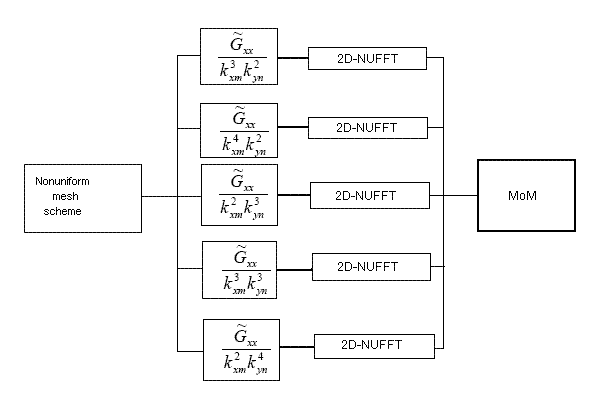 G̃xx
k³xm k²yn
2D-NUFFT
G̃xx
k⁴xm k²yn
2D-NUFFT
Nonuniform
mesh
scheme
G̃xx
k²xm k³yn
2D-NUFFT
MoM
G̃xx
k³xm k³yn
2D-NUFFT
G̃xx
k²xm k⁴yn
2D-NUFFT